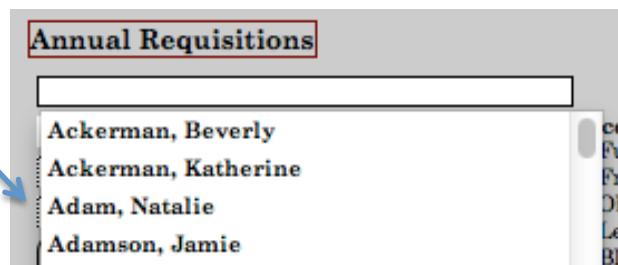 Annual Requisitions
Ackerman, Beverly
Ackerman, Katherine
Adam, Natalie
Adamson, Jamie